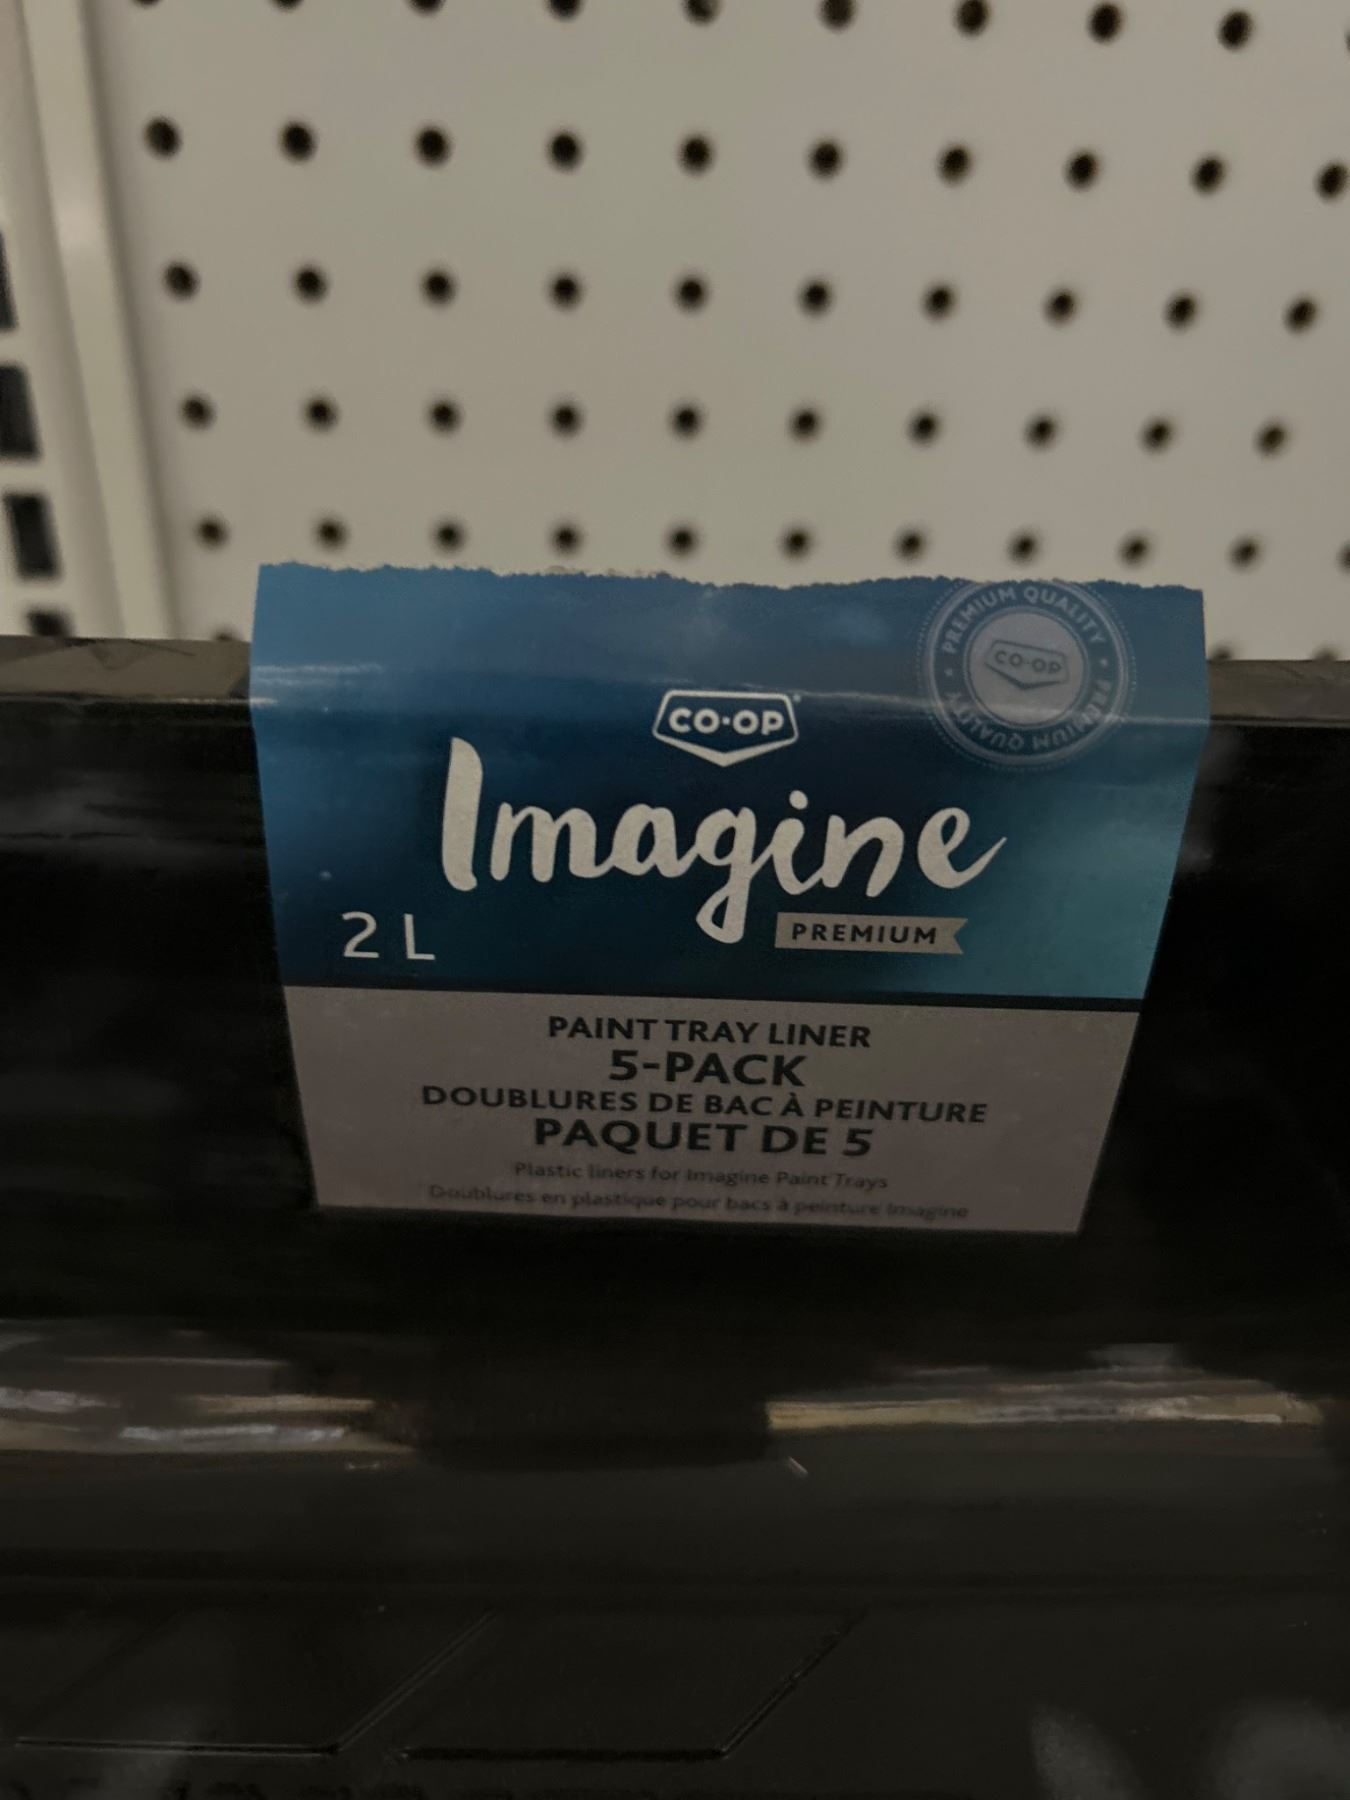 PREMIUM QUALITY • PREMIUM QUALITY •
CO·OP
CO·OP
Imagine
PREMIUM
2 L
PAINT TRAY LINER
5-PACK
DOUBLURES DE BAC À PEINTURE
PAQUET DE 5
Plastic liners for Imagine Paint Trays
Doublures en plastique pour bacs à peinture Imagine